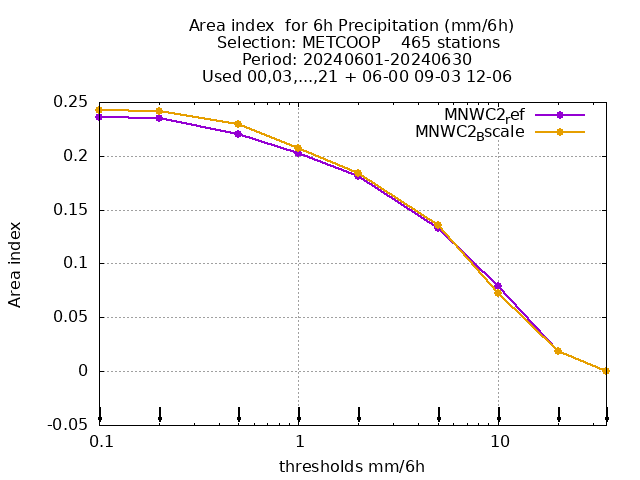 Area index  for 6h Precipitation (mm/6h)
Selection: METCOOP    465 stations
Period: 20240601-20240630
Used 00,03,...,21 + 06-00 09-03 12-06
0.25
0.2
0.15
0.1
0.05
0
-0.05
Area index
MNWC2_ref
MNWC2_Bscale
0.1
1
10
thresholds mm/6h